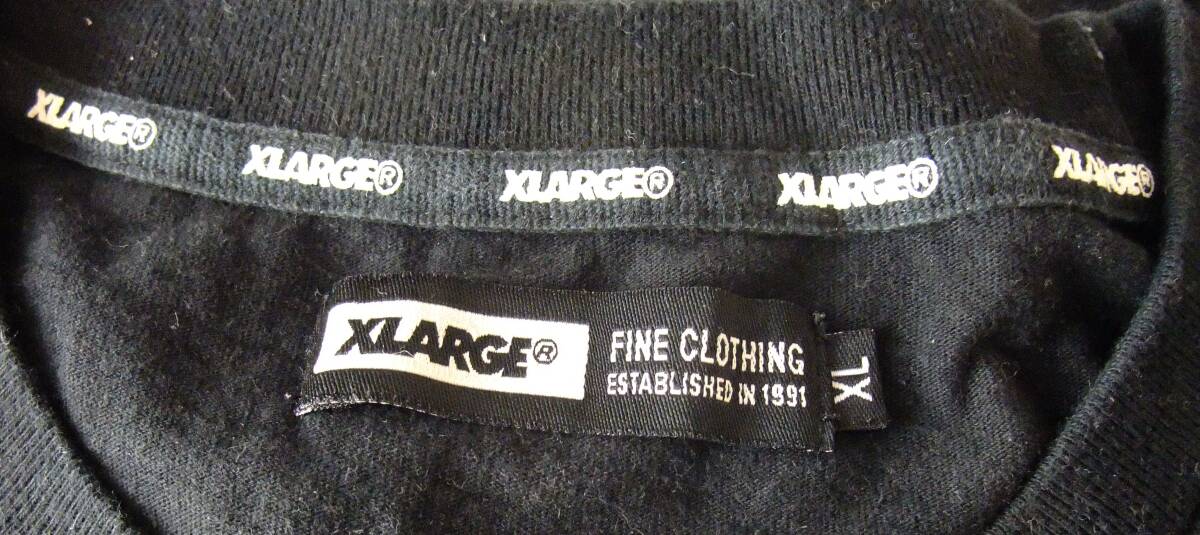 XLARGE® XLARGE® XLARGE® XLARGE® XLARGE®
XLARGE®
FINE CLOTHING
ESTABLISHED IN 1991
XL